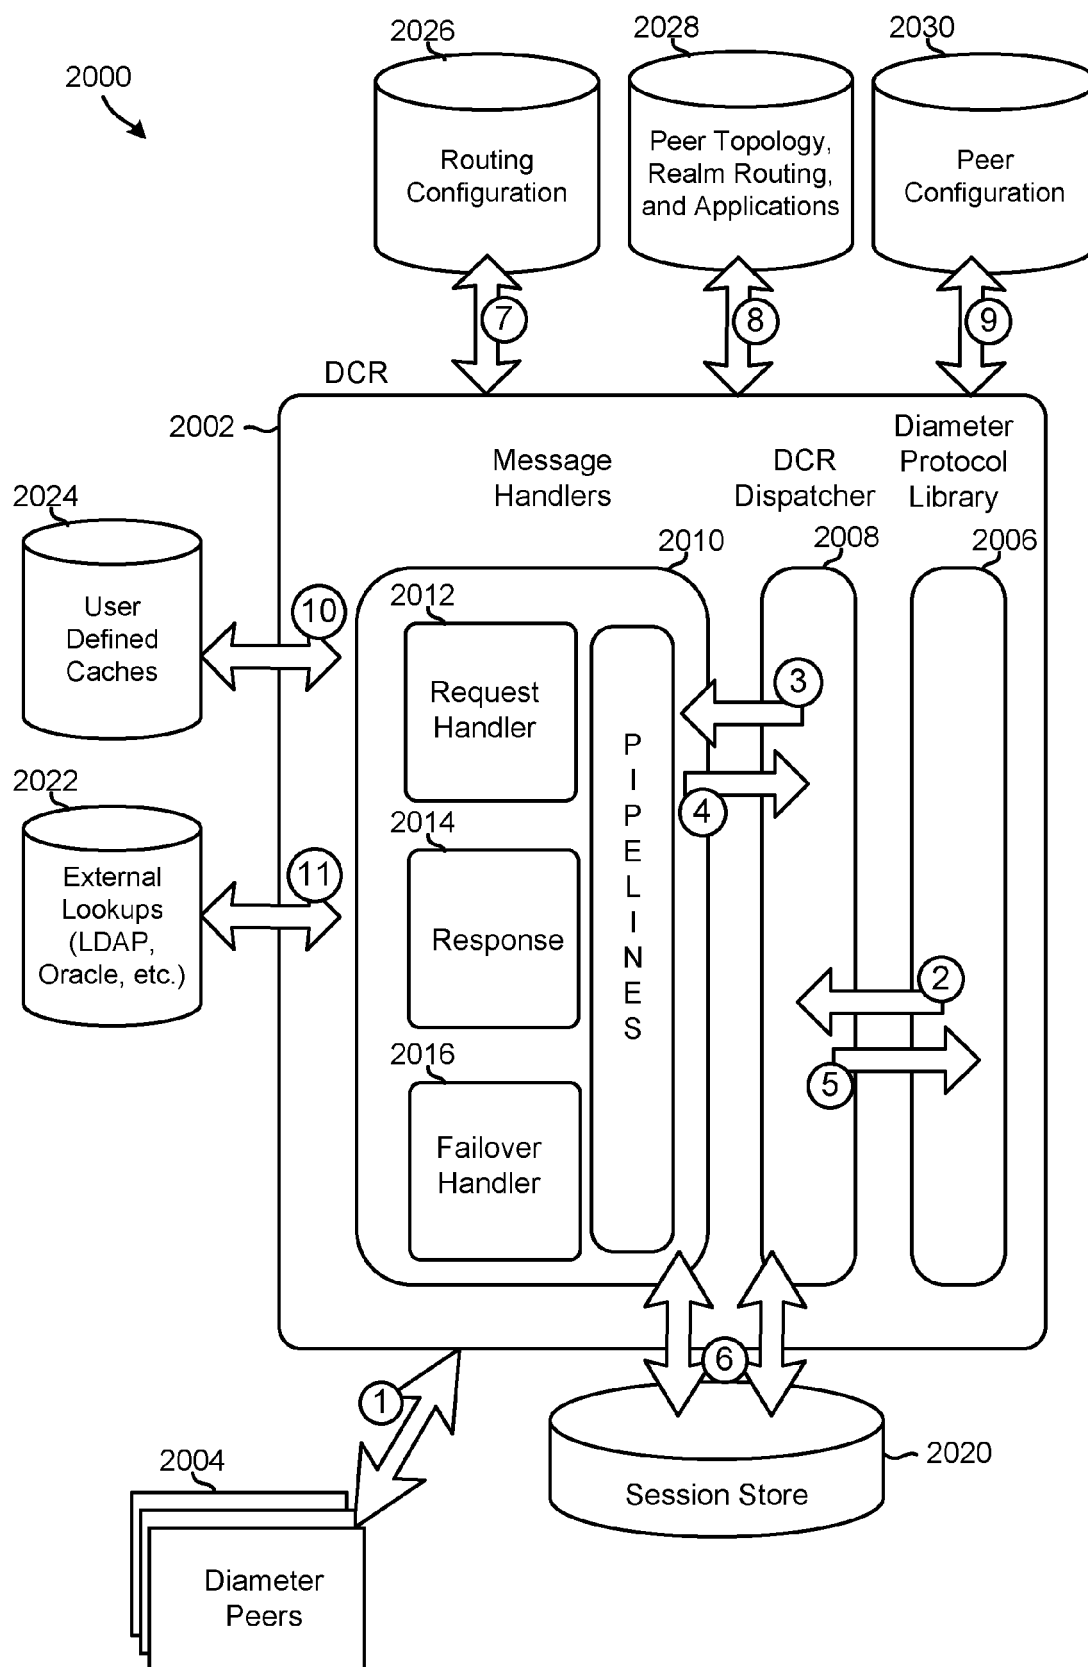 2026
2028
2030
2000
Routing
Configuration
Peer Topology,
Realm Routing,
and Applications
Peer
Configuration
7
8
9
DCR
2002
Message
Handlers
DCR
Dispatcher
Diameter
Protocol
Library
2024
User
Defined
Caches
10
2010
2008
2006
2012
Request
Handler
3
4
PIPELINES
2022
External
Lookups
(LDAP,
Oracle, etc.)
11
2014
Response
2
5
2016
Failover
Handler
6
1
2004
Diameter
Peers
Session Store
2020